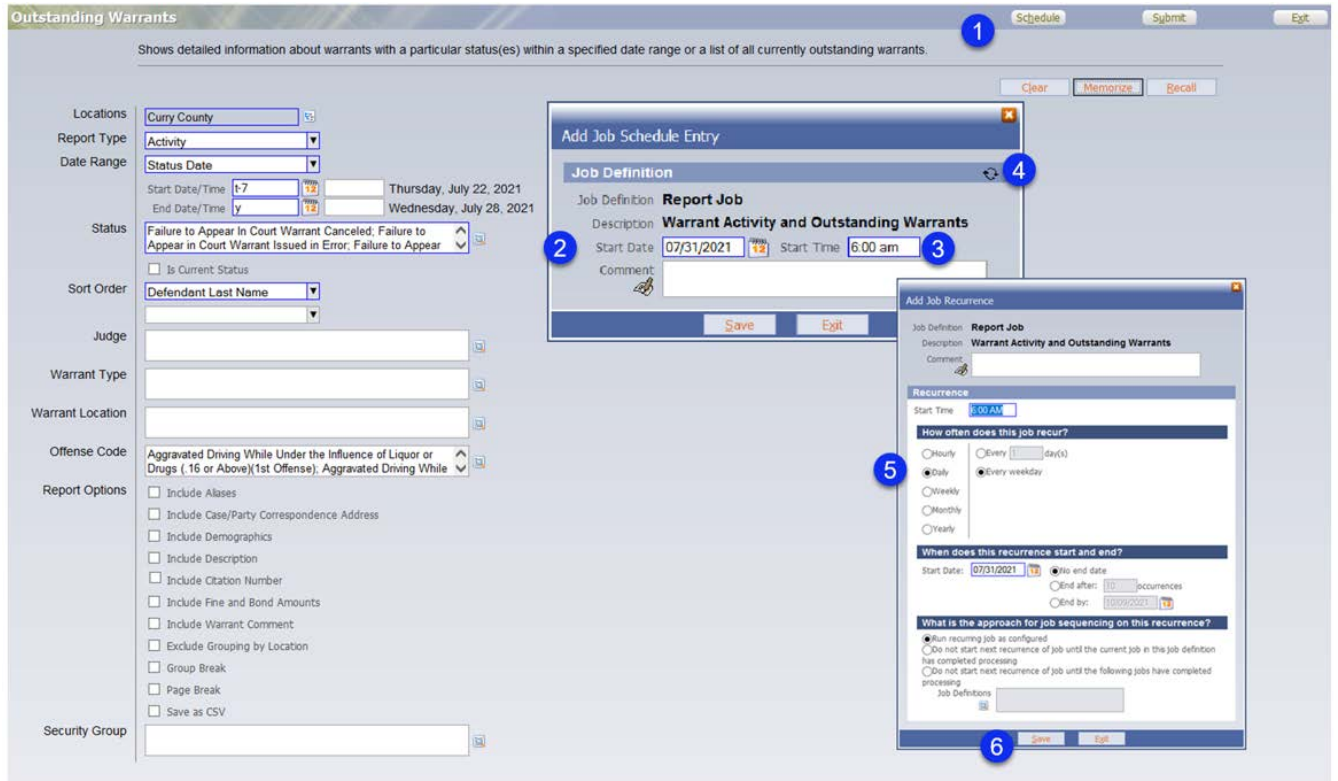 Outstanding Warrants
1
Schedule Submit Exit
Shows detailed information about warrants with a particular status(es) within a specified date range or a list of all currently outstanding warrants.
Clear Memorize Recall
Locations Curry County
Report Type Activity
Date Range Status Date
Start Date/Time t-7 12 Thursday, July 22, 2021
End Date/Time y 12 Wednesday, July 28, 2021
Status Failure to Appear In Court Warrant Canceled; Failure to
Appear in Court Warrant Issued in Error; Failure to Appear
Is Current Status
Sort Order Defendant Last Name
Judge
Warrant Type
Warrant Location
Offense Code Aggravated Driving While Under the Influence of Liquor or
Drugs (.16 or Above)(1st Offense); Aggravated Driving While
Report Options Include Aliases
Include Case/Party Correspondence Address
Include Demographics
Include Description
Include Citation Number
Include Fine and Bond Amounts
Include Warrant Comment
Exclude Grouping by Location
Group Break
Page Break
Save as CSV
Security Group
Add Job Schedule Entry
Job Definition 4
Job Definition Report Job
Description Warrant Activity and Outstanding Warrants
2 Start Date 07/31/2021 12 Start Time 6:00 am 3
Comment
Save Exit
Add Job Recurrence
Job Definition Report Job
Description Warrant Activity and Outstanding Warrants
Comment
Recurrence
Start Time 6:00 AM
How often does this job recur?
Hourly Every 1 day(s)
5 Daily Every weekday
Weekly
Monthly
Yearly
When does this recurrence start and end?
Start Date: 07/31/2021 12 No end date
End after: 10 occurrences
End by: 10/09/2021 12
What is the approach for job sequencing on this recurrence?
Run recurring job as configured
Do not start next recurrence of job until the current job in this job definition
has completed processing
Do not start next recurrence of job until the following jobs have completed
processing
Job Definitions
6 Save Exit